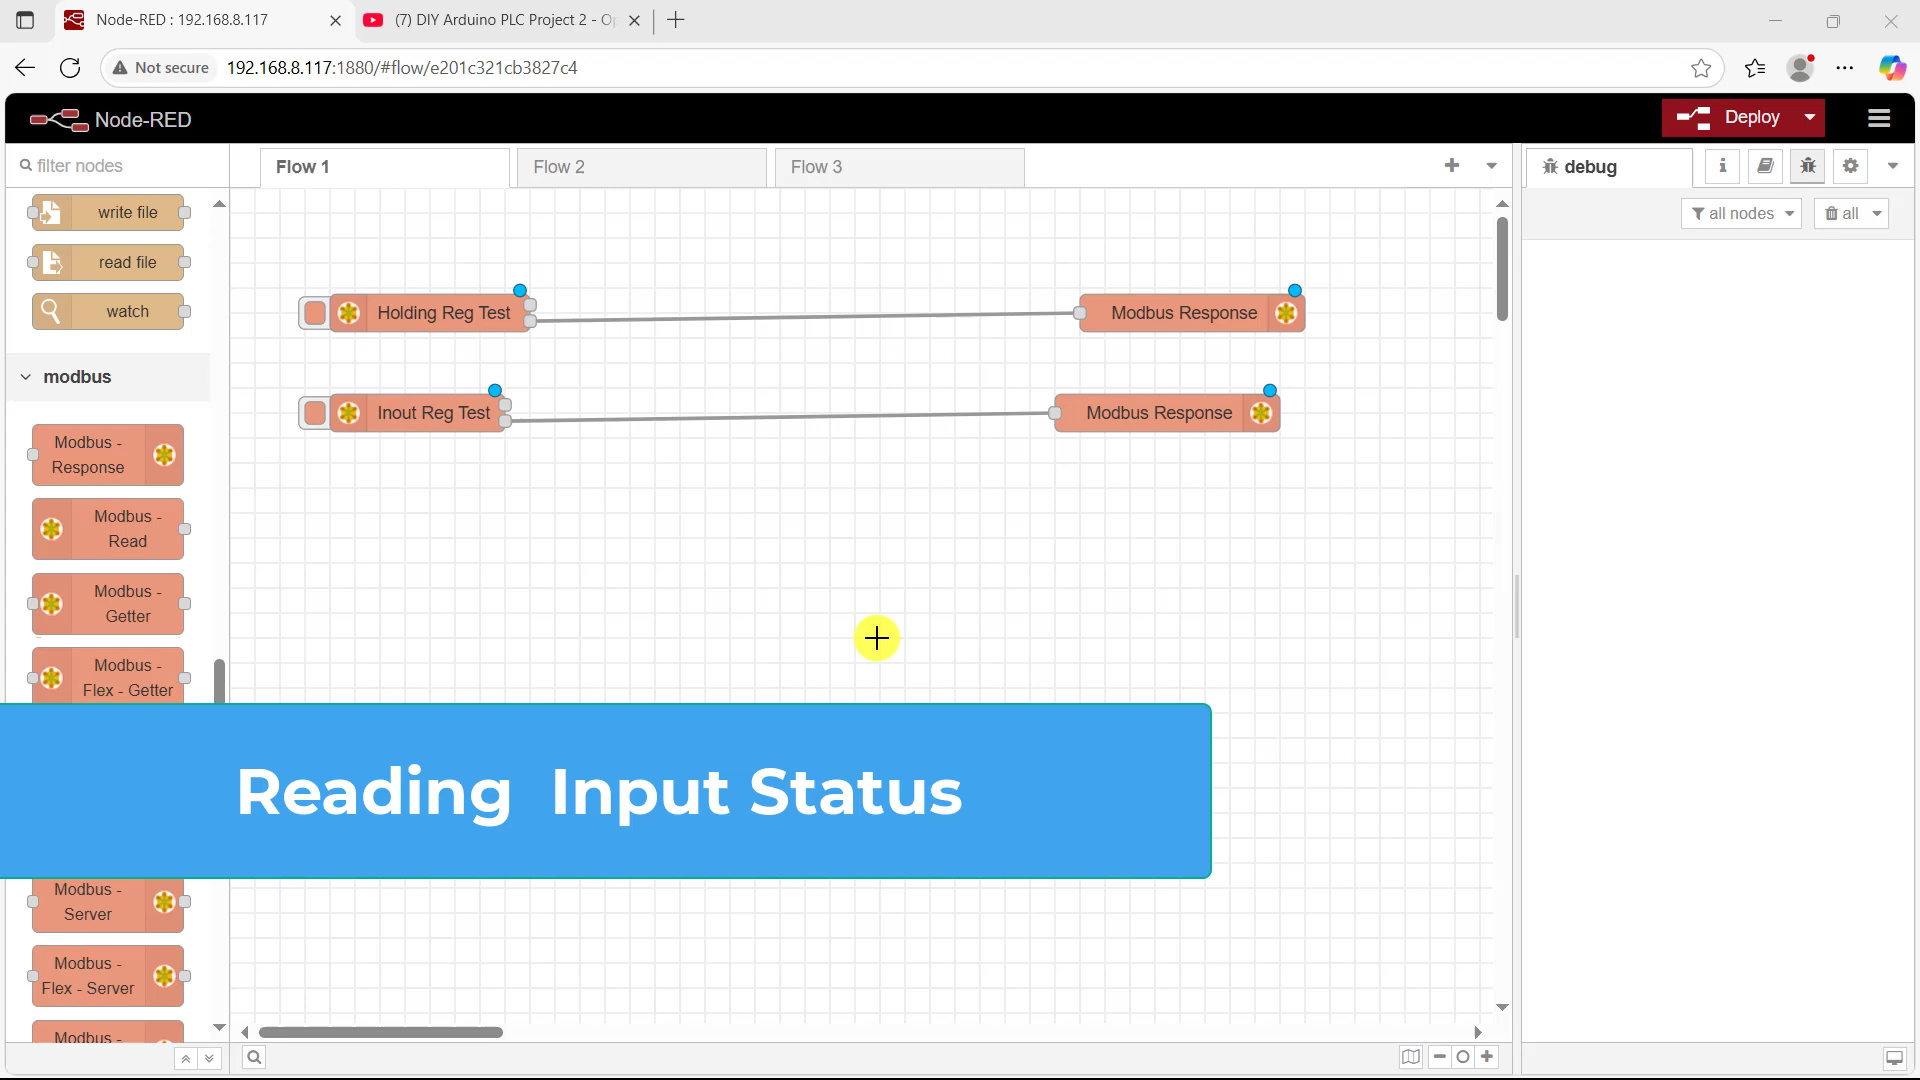 Node-RED : 192.168.8.117
(7) DIY Arduino PLC Project 2 - Op
Not secure
192.168.8.117:1880/#flow/e201c321cb3827c4
Node-RED
Deploy
filter nodes
Flow 1
Flow 2
Flow 3
debug
i
write file
all nodes
all
read file
watch
Holding Reg Test
Modbus Response
modbus
Inout Reg Test
Modbus Response
Modbus -
Response
Modbus -
Read
Modbus -
Getter
Modbus -
Flex - Getter
Reading Input Status
Modbus -
Server
Modbus -
Flex - Server
Modbus -